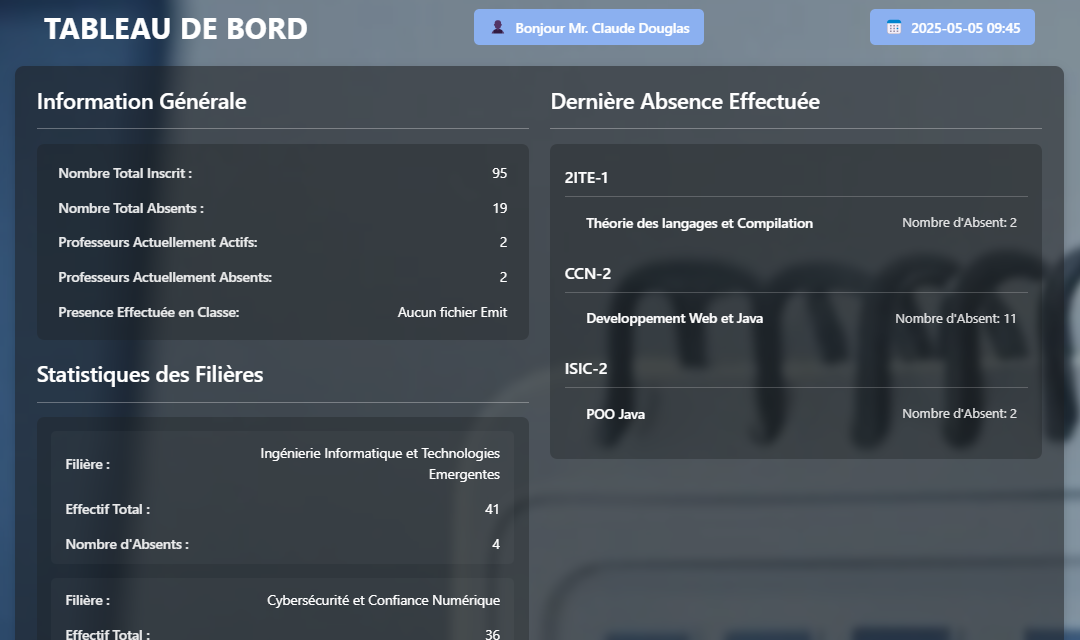 TABLEAU DE BORD
Bonjour Mr. Claude Douglas
2025-05-05 09:45
Information Générale
Nombre Total Inscrit : 95
Nombre Total Absents : 19
Professeurs Actuellement Actifs: 2
Professeurs Actuellement Absents: 2
Presence Effectuée en Classe: Aucun fichier Emit
Statistiques des Filières
Filière : Ingénierie Informatique et Technologies
Emergentes
Effectif Total : 41
Nombre d'Absents : 4
Filière : Cybersécurité et Confiance Numérique
Effectif Total : 36
Dernière Absence Effectuée
2ITE-1
Théorie des langages et Compilation Nombre d'Absent: 2
CCN-2
Developpement Web et Java Nombre d'Absent: 11
ISIC-2
POO Java Nombre d'Absent: 2